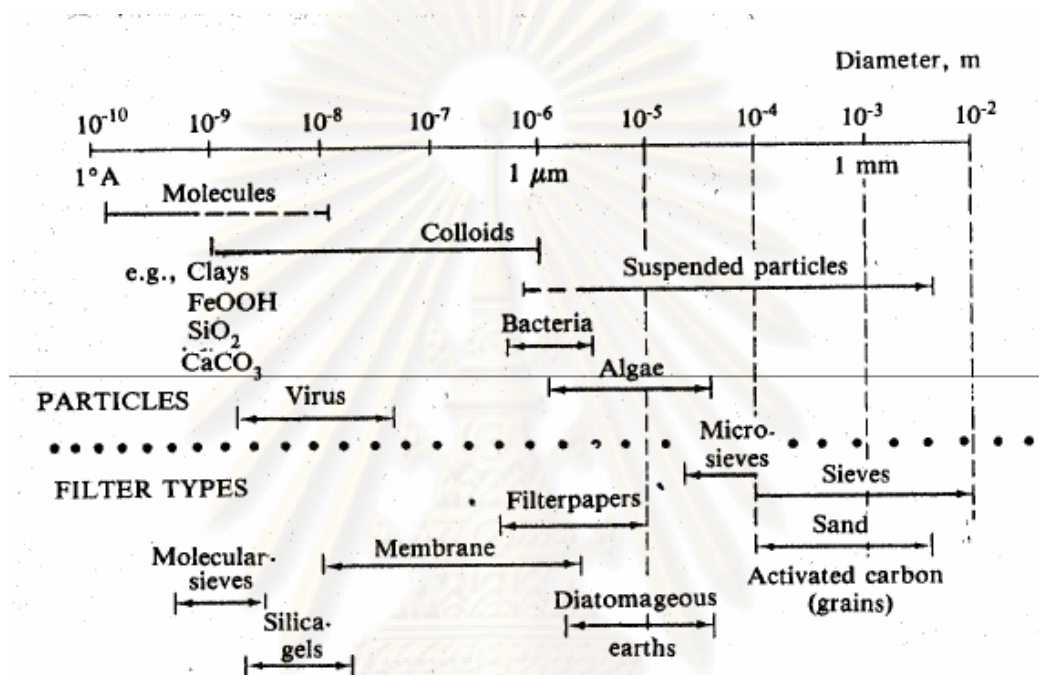 Diameter, m
10⁻¹⁰ 10⁻⁹ 10⁻⁸ 10⁻⁷ 10⁻⁶ 10⁻⁵ 10⁻⁴ 10⁻³ 10⁻²
1°A 1 μm 1 mm
Molecules
Colloids
e.g., Clays
FeOOH
SiO₂
CaCO₃
Suspended particles
Bacteria
Algae
PARTICLES
Virus
Micro-
sieves
FILTER TYPES
Sieves
Filterpapers
Sand
Membrane
Molecular-
sieves
Activated carbon
(grains)
Diatomageous
earths
Silica-
gels